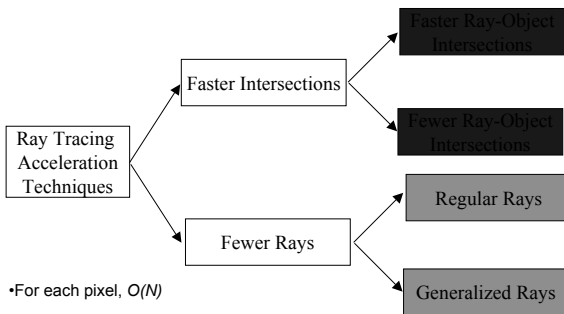 Faster Ray-Object
Intersections
Faster Intersections
Fewer Ray-Object
Intersections
Ray Tracing
Acceleration
Techniques
Regular Rays
Fewer Rays
•For each pixel, O(N)
Generalized Rays